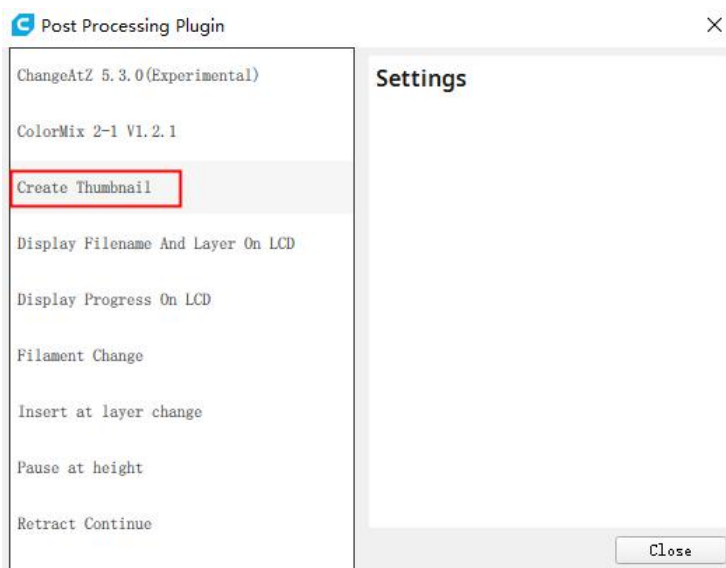 Post Processing Plugin
ChangeAtZ 5.3.0(Experimental)
Settings
ColorMix 2-1 V1.2.1
Create Thumbnail
Display Filename And Layer On LCD
Display Progress On LCD
Filament Change
Insert at layer change
Pause at height
Retract Continue
Close